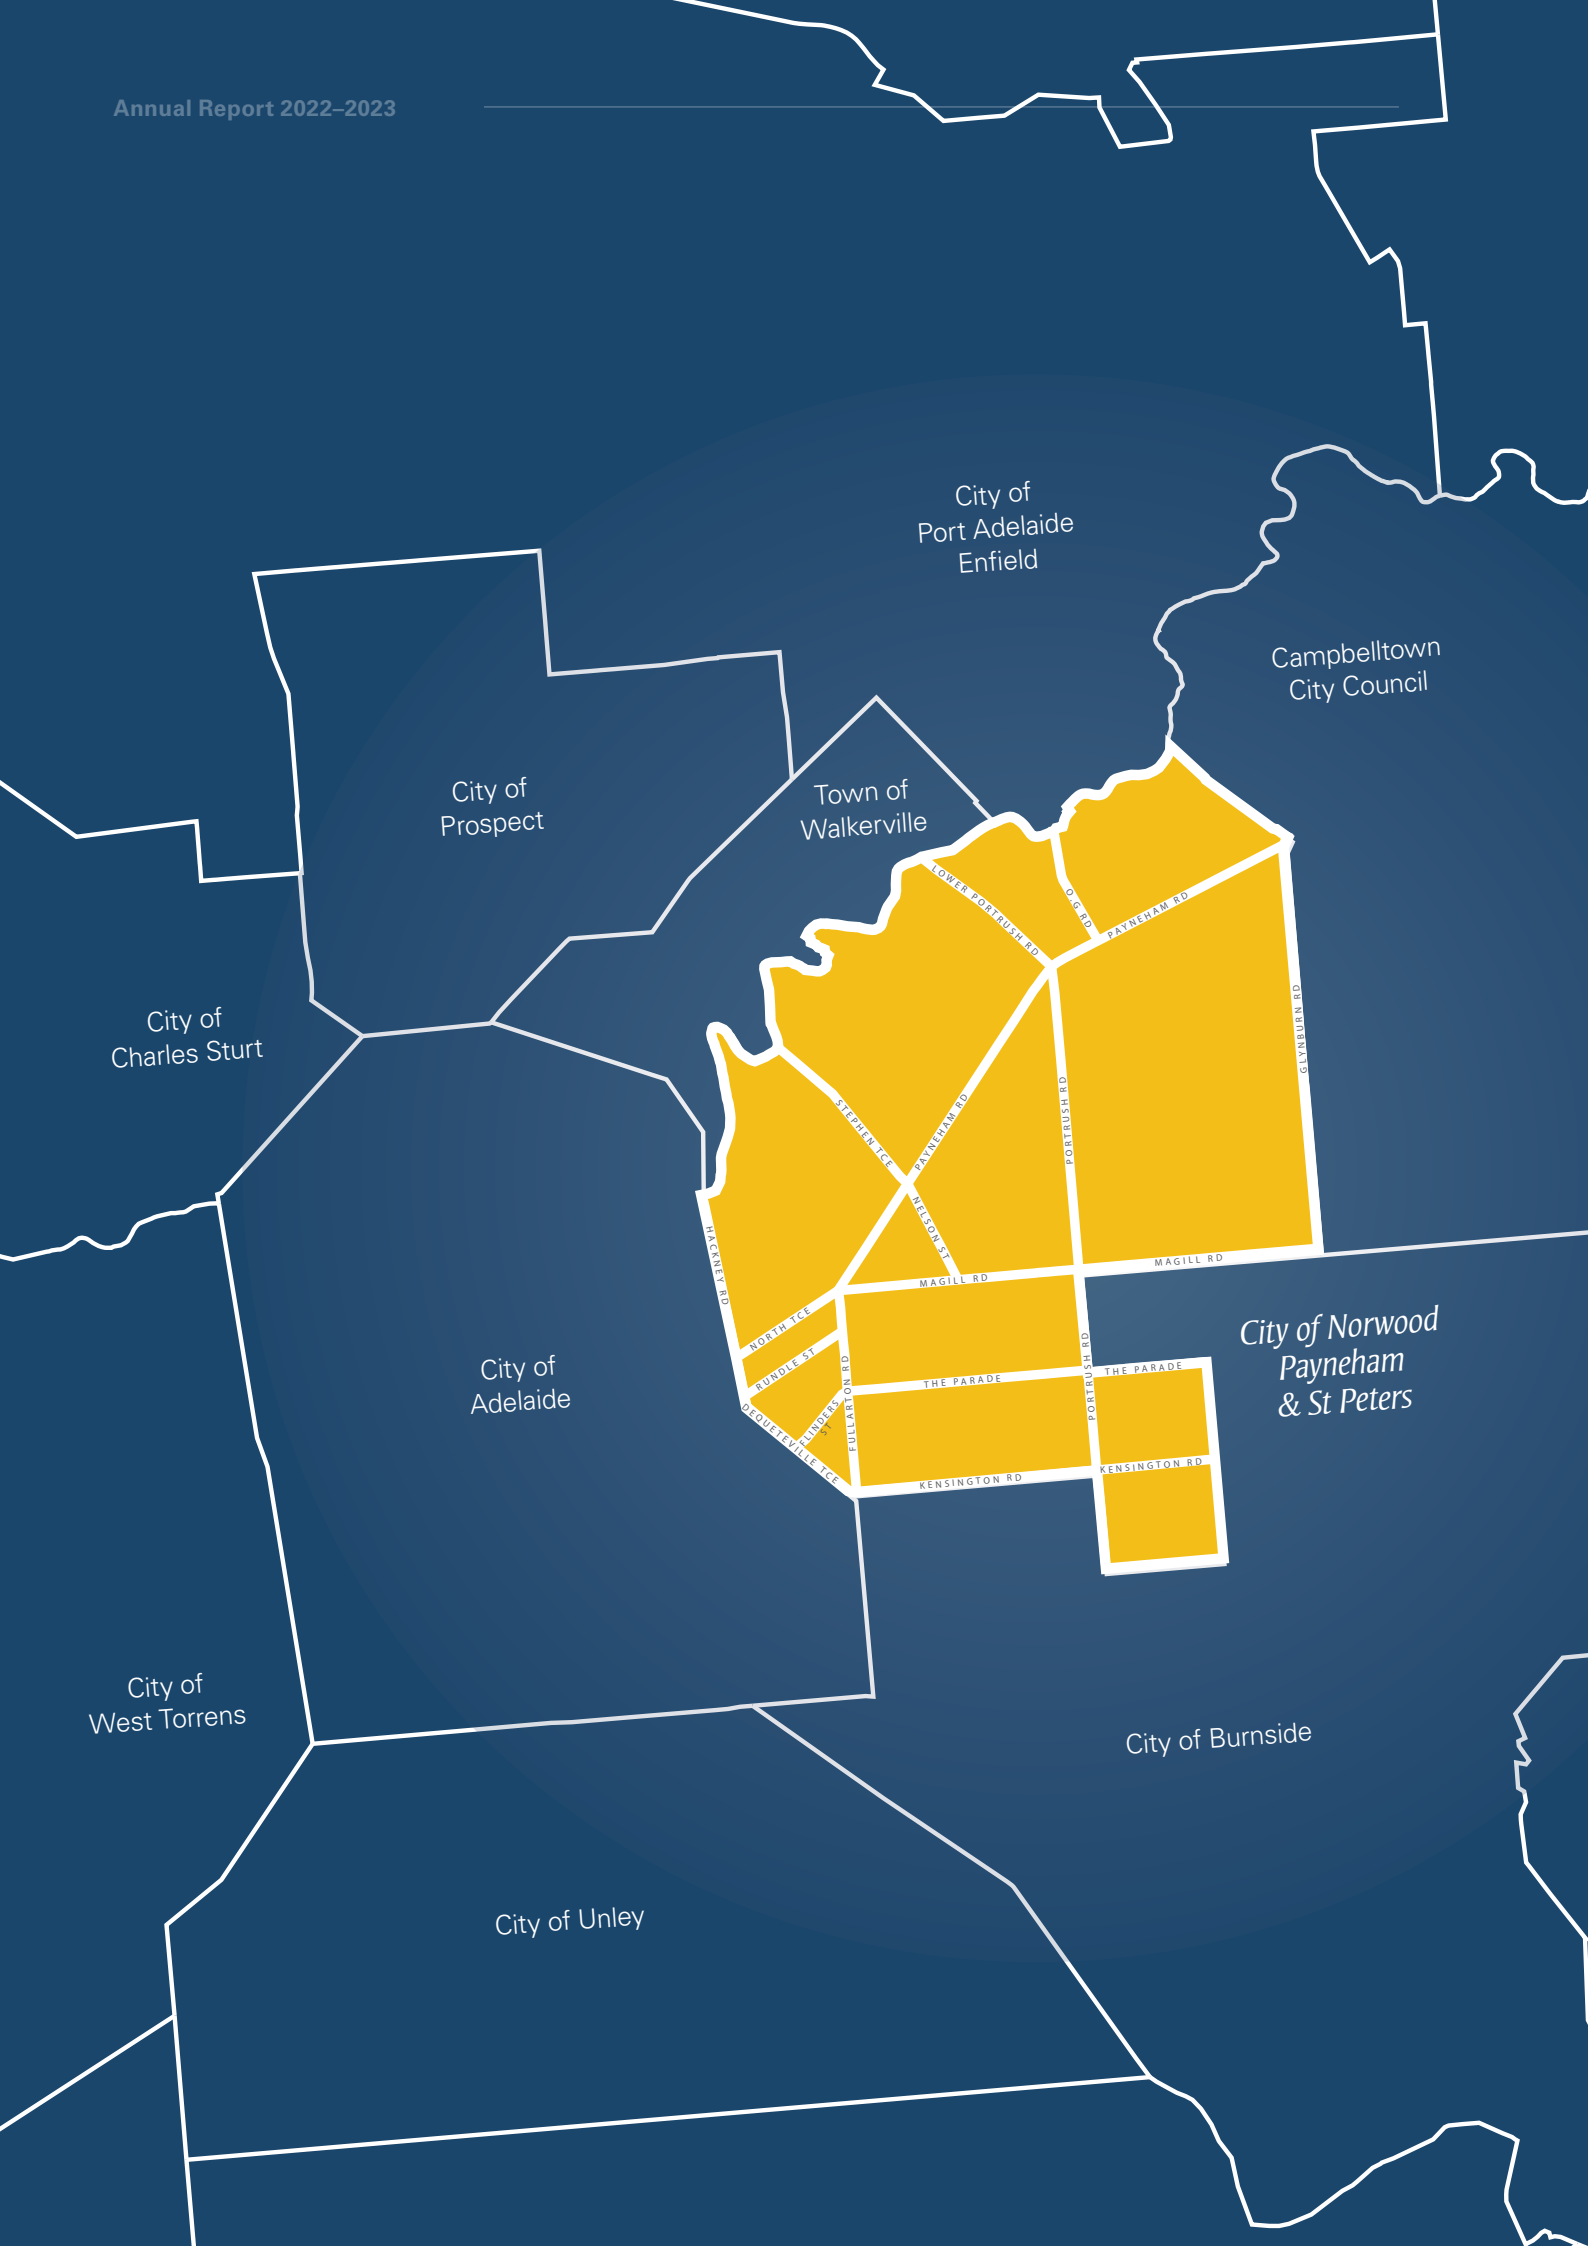 Annual Report 2022–2023
City of
Port Adelaide
Enfield
Campbelltown
City Council
City of
Prospect
Town of
Walkerville
LOWER PORTRUSH RD
O.G RD
PAYNEHAM RD
City of
Charles Sturt
GLYNBURN RD
STEPHEN TCE
PAYNEHAM RD
PORTRUSH RD
NELSON ST
HACKNEY RD
MAGILL RD
MAGILL RD
NORTH TCE
RUNDLE ST
City of Norwood
Payneham
& St Peters
City of
Adelaide
FULLARTON RD
THE PARADE
PORTRUSH RD
THE PARADE
FLINDERS
ST
DEQUETEVILLE TCE
KENSINGTON RD
KENSINGTON RD
City of
West Torrens
City of Burnside
City of Unley